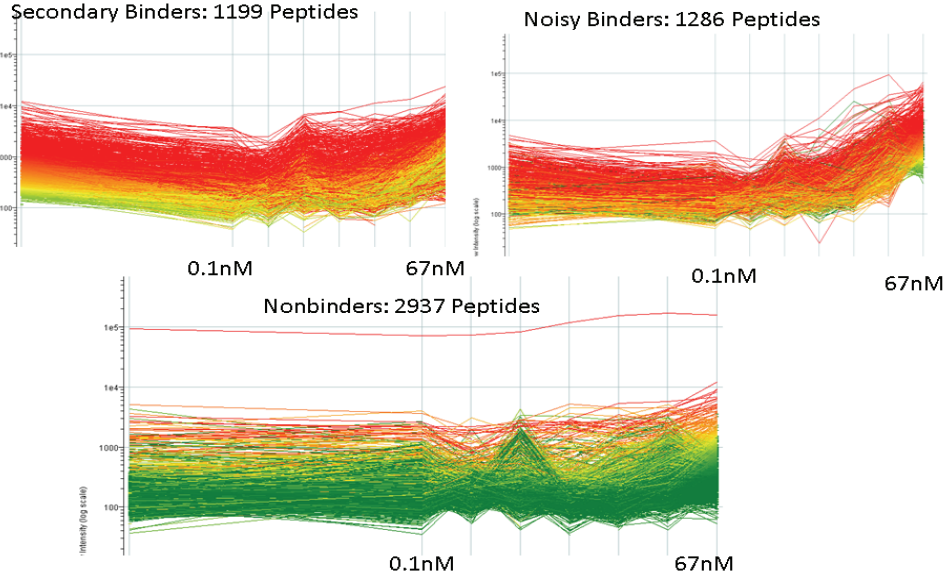 Secondary Binders: 1199 Peptides
1e5
1e4
000
100
0.1nM
67nM
Noisy Binders: 1286 Peptides
1e5
1e4
1000
100
Intensity (log scale)
0.1nM
67nM
Nonbinders: 2937 Peptides
1e5
1e4
1000
100
Intensity (log scale)
0.1nM
67nM